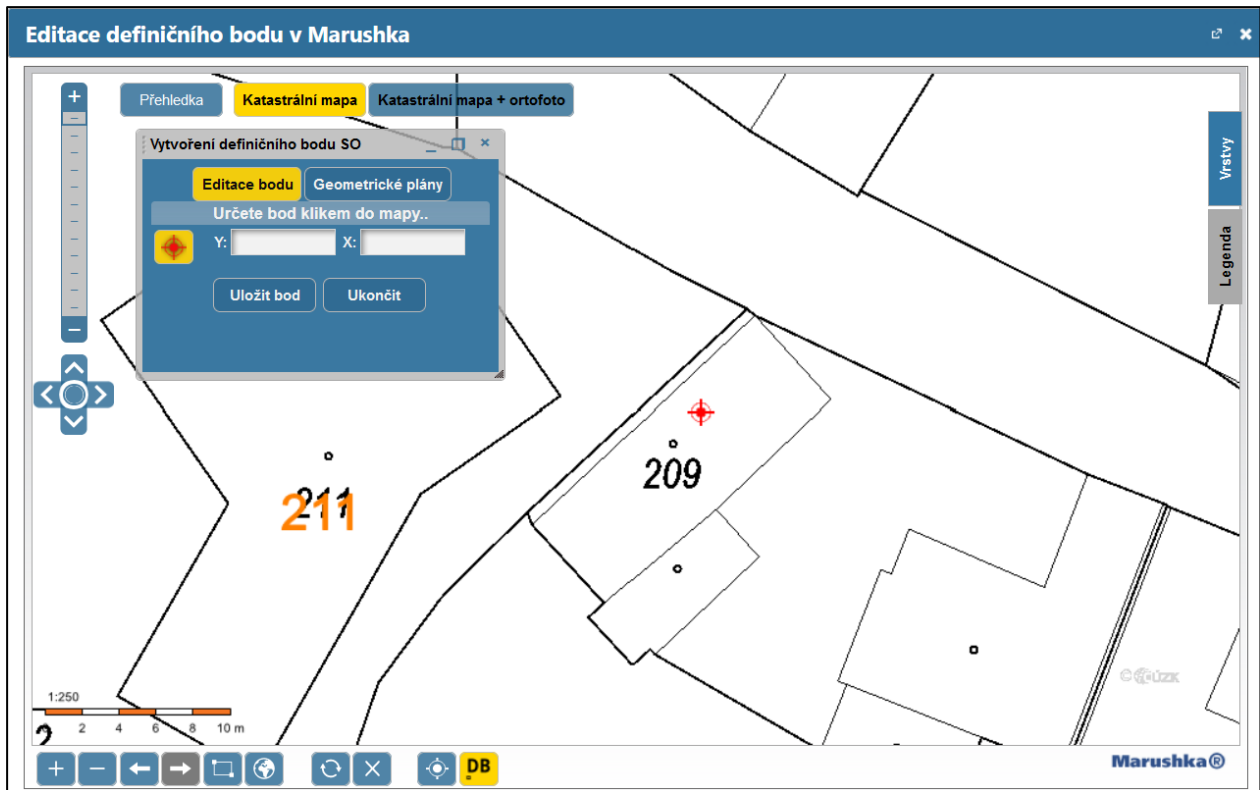 Editace definičního bodu v Marushka
Přehledka Katastrální mapa Katastrální mapa + ortofoto
Vytvoření definičního bodu SO
Editace bodu Geometrické plány
Určete bod klikem do mapy..
Y: X:
Uložit bod Ukončit
Vrstvy
Legenda
209
211
211
1:250
2 4 6 8 10 m
2
© ČÚZK
DB
Marushka®